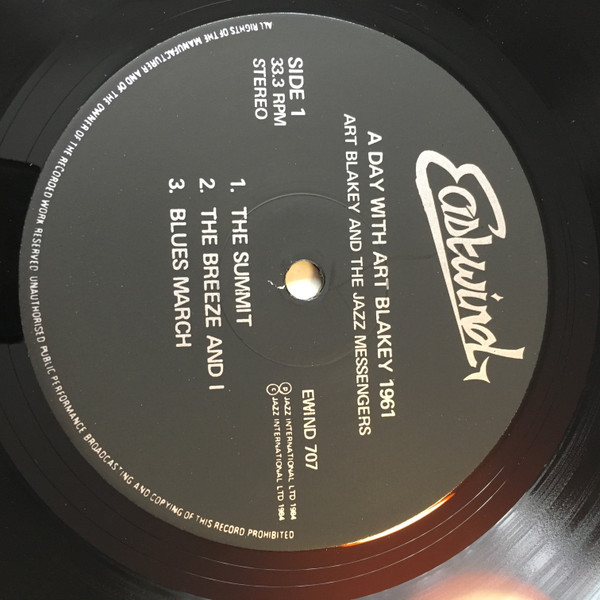 Eastwind
A DAY WITH ART BLAKEY 1961
ART BLAKEY AND THE JAZZ MESSENGERS
SIDE 1
33.3 RPM
STEREO
EWIND 707
Ⓟ JAZZ INTERNATIONAL LTD 1984
Ⓒ JAZZ INTERNATIONAL LTD 1984
1. THE SUMMIT
2. THE BREEZE AND I
3. BLUES MARCH
ALL RIGHTS OF THE MANUFACTURER AND OF THE OWNER OF THE RECORDED WORK RESERVED UNAUTHORISED PUBLIC PERFORMANCE BROADCASTING AND COPYING OF THIS RECORD PROHIBITED